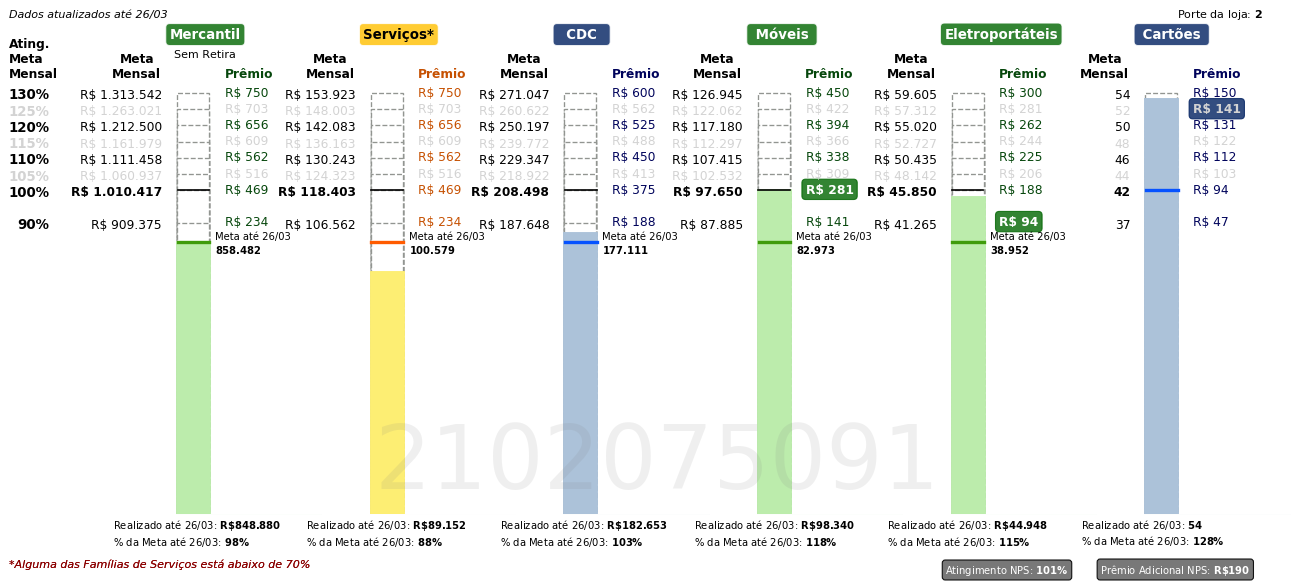 Dados atualizados até 26/03
Porte da loja: 2
Mercantil Serviços* CDC Móveis Eletroportáteis Cartões
Sem Retira
Ating. Meta Mensal Meta Mensal Prêmio Meta Mensal Prêmio Meta Mensal Prêmio Meta Mensal Prêmio Meta Mensal Prêmio Meta Mensal Prêmio
130% R$ 1.313.542 R$ 750 R$ 153.923 R$ 750 R$ 271.047 R$ 600 R$ 126.945 R$ 450 R$ 59.605 R$ 300 54 R$ 150
125% R$ 1.263.021 R$ 703 R$ 148.003 R$ 703 R$ 260.622 R$ 562 R$ 122.062 R$ 422 R$ 57.312 R$ 281 52 R$ 141
120% R$ 1.212.500 R$ 656 R$ 142.083 R$ 656 R$ 250.197 R$ 525 R$ 117.180 R$ 394 R$ 55.020 R$ 262 50 R$ 131
115% R$ 1.161.979 R$ 609 R$ 136.163 R$ 609 R$ 239.772 R$ 488 R$ 112.297 R$ 366 R$ 52.727 R$ 244 48 R$ 122
110% R$ 1.111.458 R$ 562 R$ 130.243 R$ 562 R$ 229.347 R$ 450 R$ 107.415 R$ 338 R$ 50.435 R$ 225 46 R$ 112
105% R$ 1.060.937 R$ 516 R$ 124.323 R$ 516 R$ 218.922 R$ 413 R$ 102.532 R$ 309 R$ 48.142 R$ 206 44 R$ 103
100% R$ 1.010.417 R$ 469 R$ 118.403 R$ 469 R$ 208.498 R$ 375 R$ 97.650 R$ 281 R$ 45.850 R$ 188 42 R$ 94
90% R$ 909.375 R$ 234 R$ 106.562 R$ 234 R$ 187.648 R$ 188 R$ 87.885 R$ 141 R$ 41.265 R$ 94 37 R$ 47
Meta até 26/03 Meta até 26/03 Meta até 26/03 Meta até 26/03 Meta até 26/03
858.482 100.579 177.111 82.973 38.952
2102075091
Realizado até 26/03: R$848.880 Realizado até 26/03: R$89.152 Realizado até 26/03: R$182.653 Realizado até 26/03: R$98.340 Realizado até 26/03: R$44.948 Realizado até 26/03: 54
% da Meta até 26/03: 98% % da Meta até 26/03: 88% % da Meta até 26/03: 103% % da Meta até 26/03: 118% % da Meta até 26/03: 115% % da Meta até 26/03: 128%
*Alguma das Famílias de Serviços está abaixo de 70%
Atingimento NPS: 101% Prêmio Adicional NPS: R$190